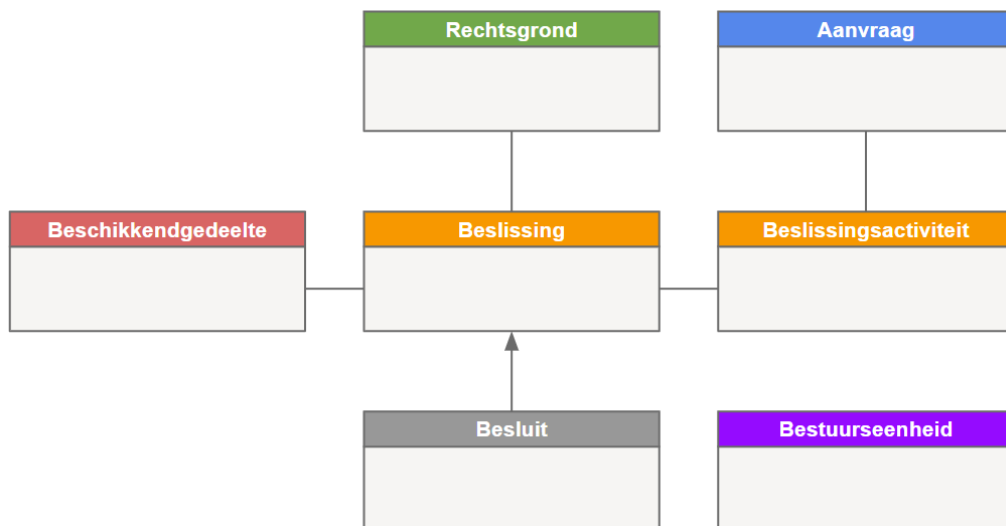 Rechtsgrond
Aanvraag
Beschikkendgedeelte
Beslissing
Beslissingsactiviteit
Besluit
Bestuurseenheid